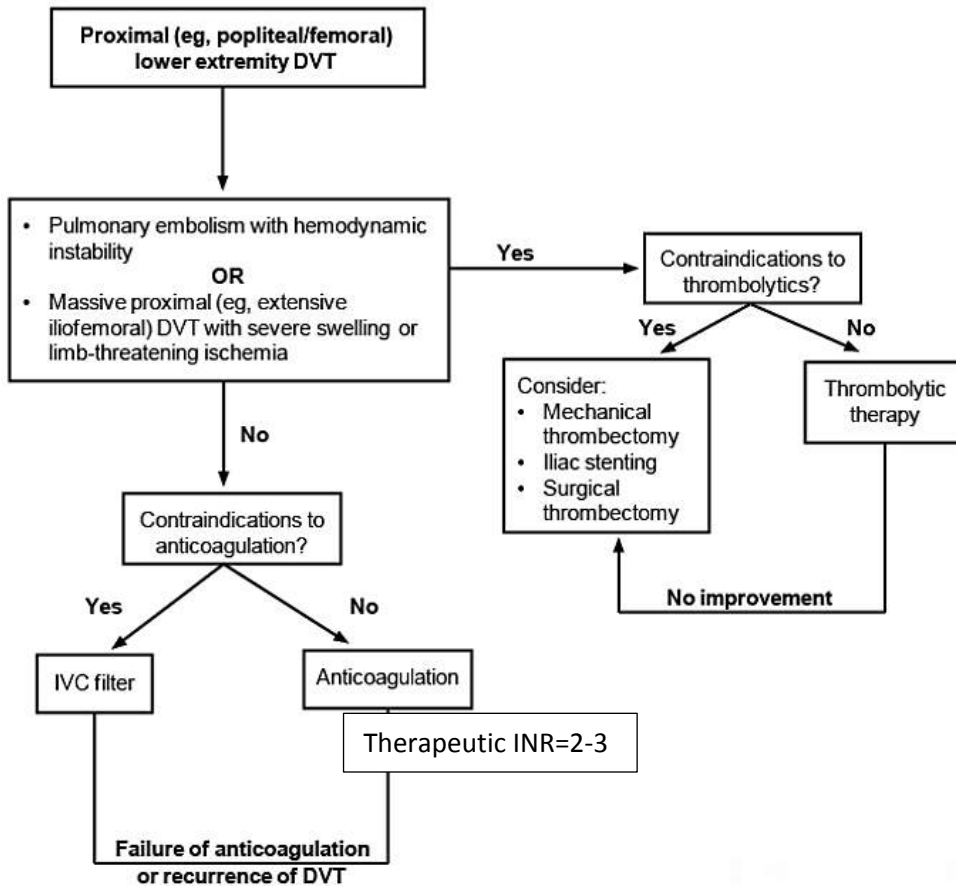 Proximal (eg, popliteal/femoral)
lower extremity DVT
• Pulmonary embolism with hemodynamic
instability
OR
• Massive proximal (eg, extensive
iliofemoral) DVT with severe swelling or
limb-threatening ischemia
Yes
Contraindications to
thrombolytics?
Yes
No
Consider:
• Mechanical
thrombectomy
• Iliac stenting
• Surgical
thrombectomy
Thrombolytic
therapy
No improvement
No
Contraindications to
anticoagulation?
Yes
No
IVC filter
Anticoagulation
Therapeutic INR=2-3
Failure of anticoagulation
or recurrence of DVT